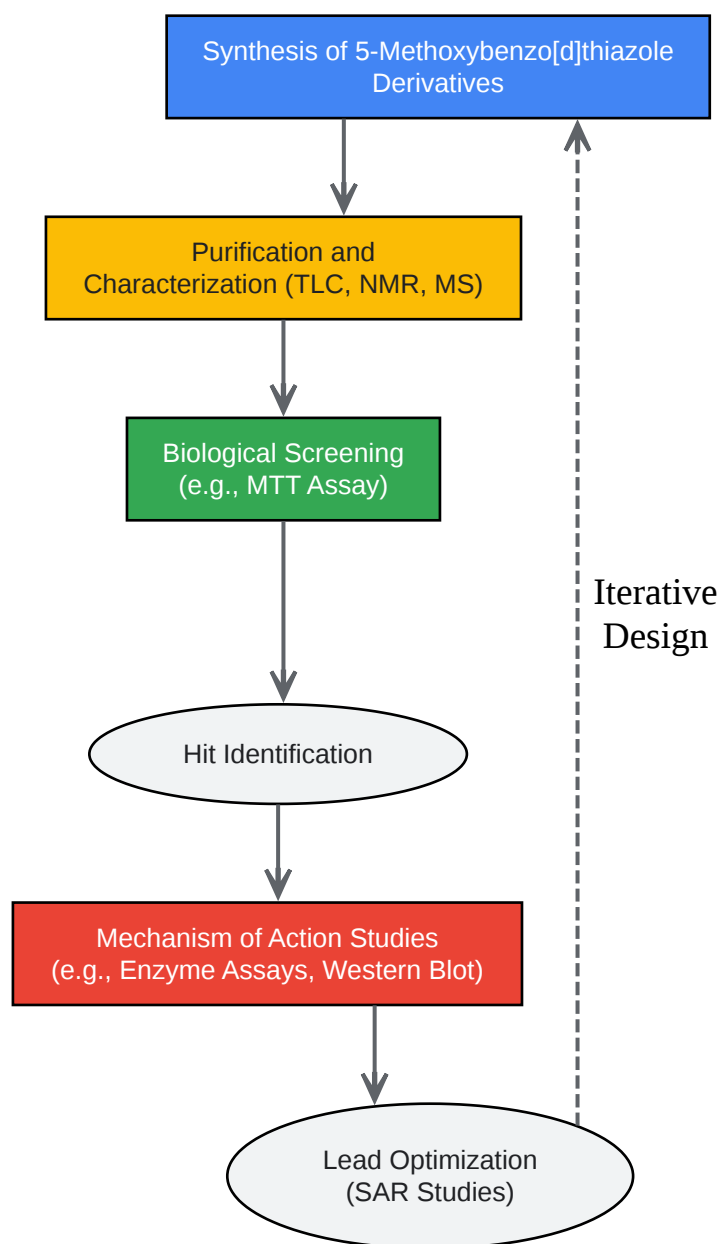 Synthesis of 5-Methoxybenzo[d]thiazole
Derivatives
Purification and
Characterization (TLC, NMR, MS)
Biological Screening
(e.g., MTT Assay)
Iterative
Design
Hit Identification
Mechanism of Action Studies
(e.g., Enzyme Assays, Western Blot)
Lead Optimization
(SAR Studies)